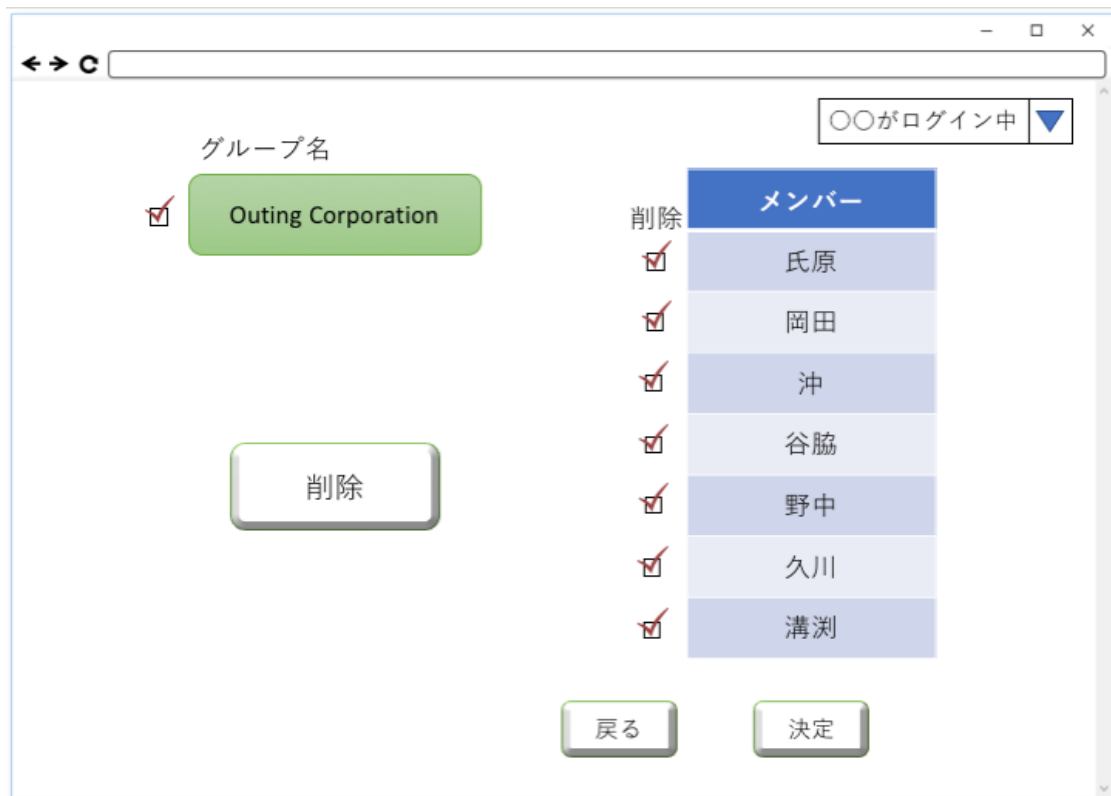 〇〇がログイン中
グループ名
Outing Corporation
削除
メンバー
氏原
岡田
沖
谷脇
野中
久川
溝渕
削除
戻る
決定